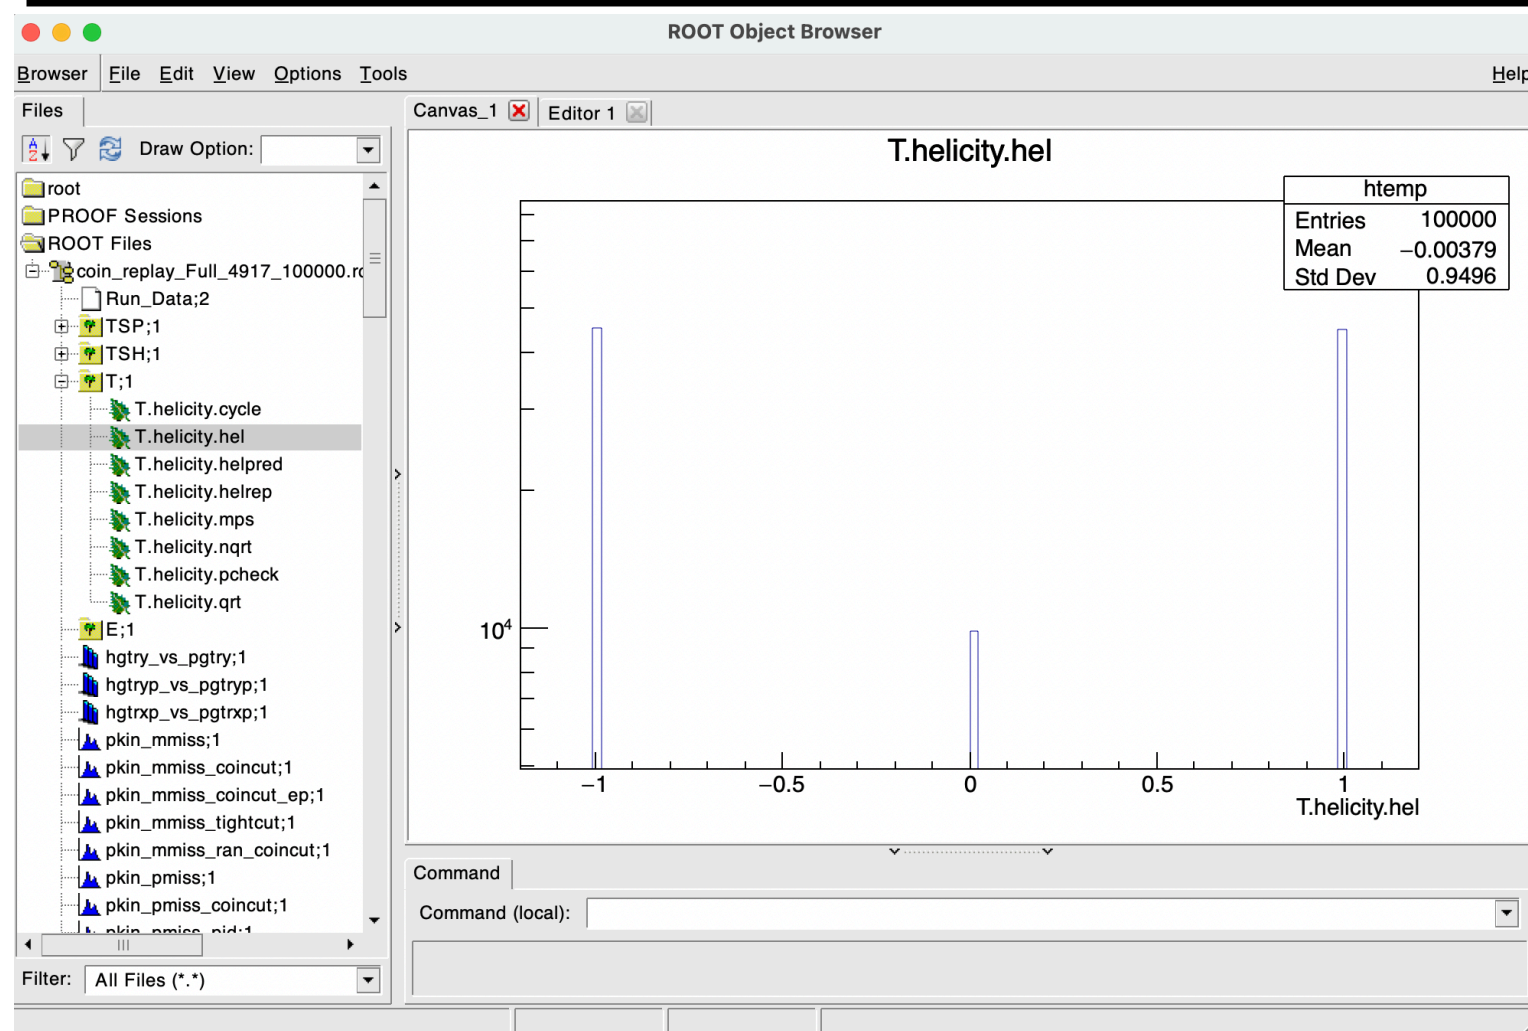 ROOT Object Browser
Browser File Edit View Options Tools Help
Files
Draw Option:
root
PROOF Sessions
ROOT Files
coin_replay_Full_4917_100000.ro
Run_Data;2
TSP;1
TSH;1
T;1
T.helicity.cycle
T.helicity.hel
T.helicity.helpred
T.helicity.helrep
T.helicity.mps
T.helicity.nqrt
T.helicity.pcheck
T.helicity.qrt
E;1
hgtry_vs_pgtry;1
hgtryp_vs_pgtryp;1
hgtrxp_vs_pgtrxp;1
pkin_mmiss;1
pkin_mmiss_coincut;1
pkin_mmiss_coincut_ep;1
pkin_mmiss_tightcut;1
pkin_mmiss_ran_coincut;1
pkin_pmiss;1
pkin_pmiss_coincut;1
pkin_pmiss_pid;1
Filter: All Files (*.*)
Canvas_1 Editor 1
T.helicity.hel
htemp
Entries 100000
Mean −0.00379
Std Dev 0.9496
10⁴
−1 −0.5 0 0.5 1
T.helicity.hel
Command
Command (local):